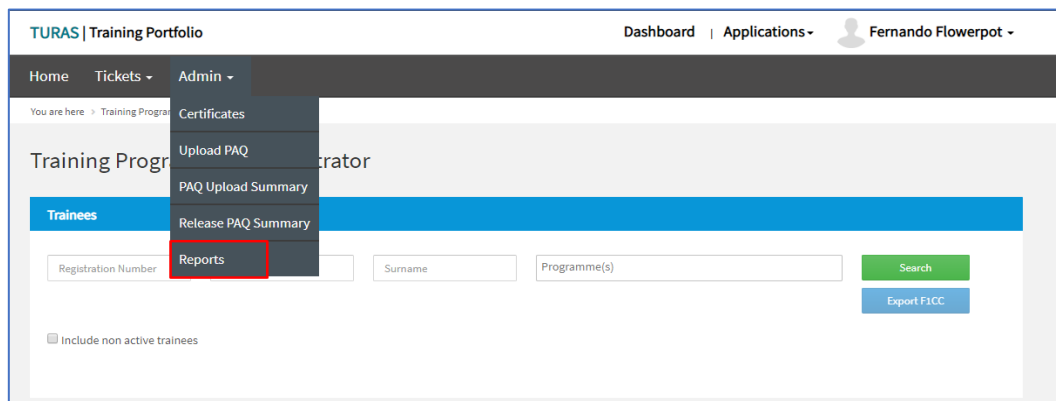 TURAS | Training Portfolio
Dashboard | Applications
Fernando Flowerpot
Home Tickets Admin
You are here > Training Progra
Certificates
Upload PAQ
Training Progr trator
PAQ Upload Summary
Trainees
Release PAQ Summary
Reports
Registration Number Surname Programme(s) Search
Export F1CC
Include non active trainees